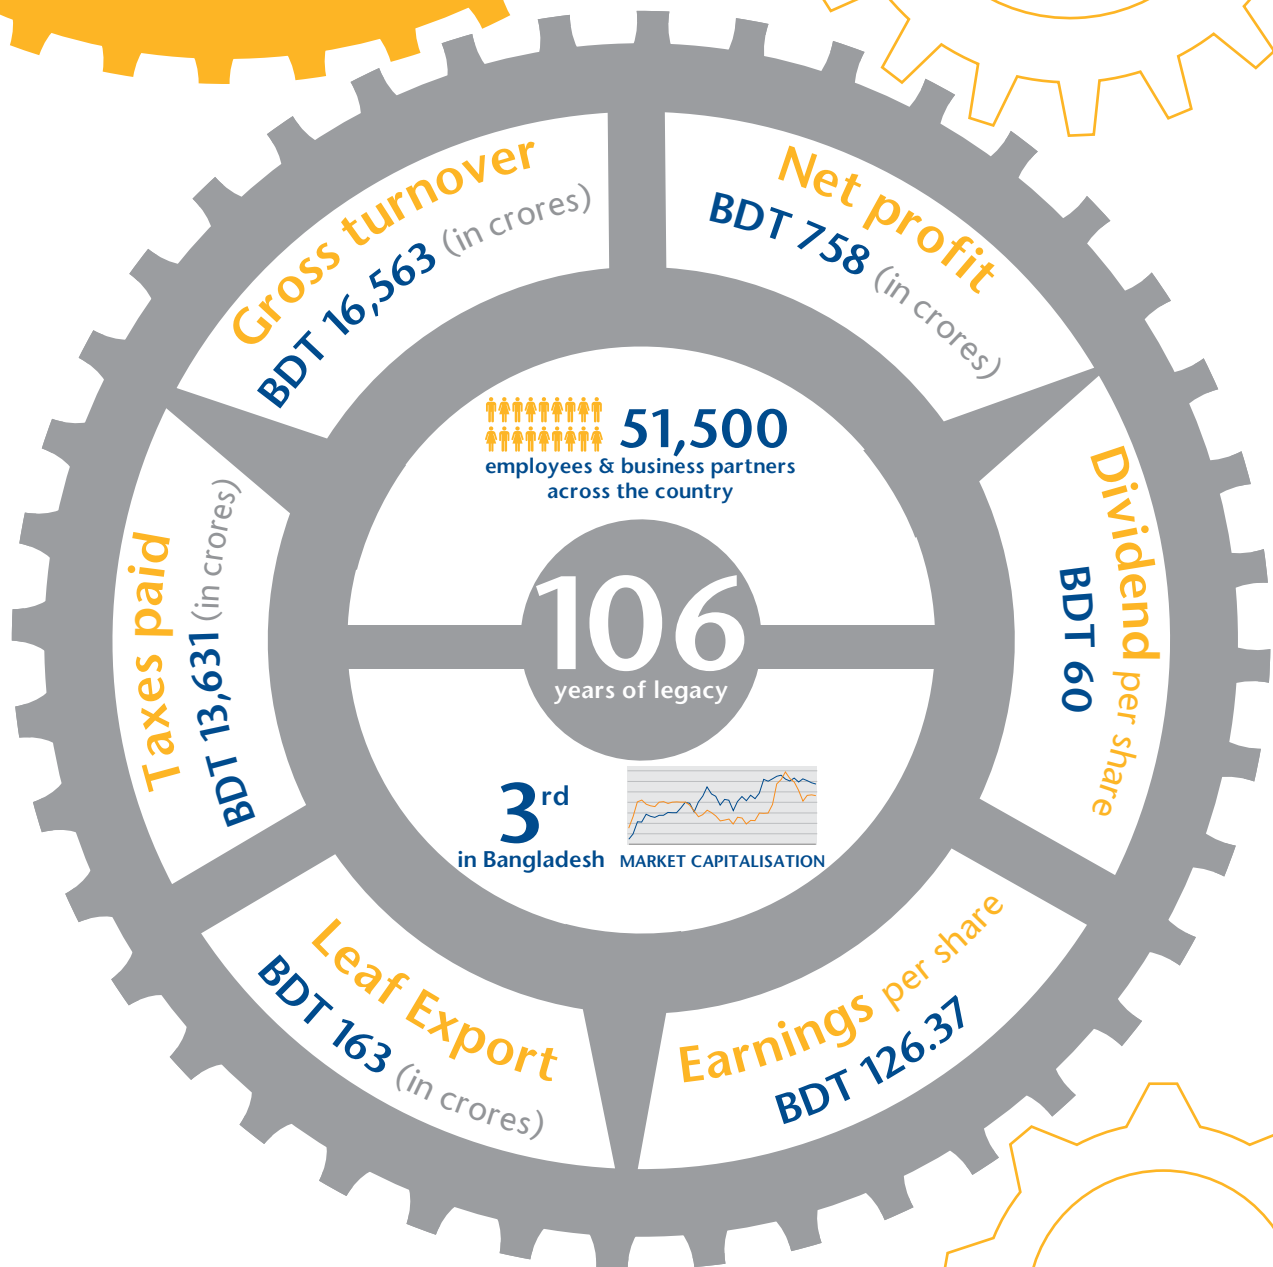 Gross turnover
BDT 16,563 (in crores)
Net profit
BDT 758 (in crores)
Dividend per share
BDT 60
Earnings per share
BDT 126.37
Leaf Export
BDT 163 (in crores)
Taxes paid
BDT 13,631 (in crores)
51,500
employees & business partners
across the country
106
years of legacy
3rd
in Bangladesh
MARKET CAPITALISATION